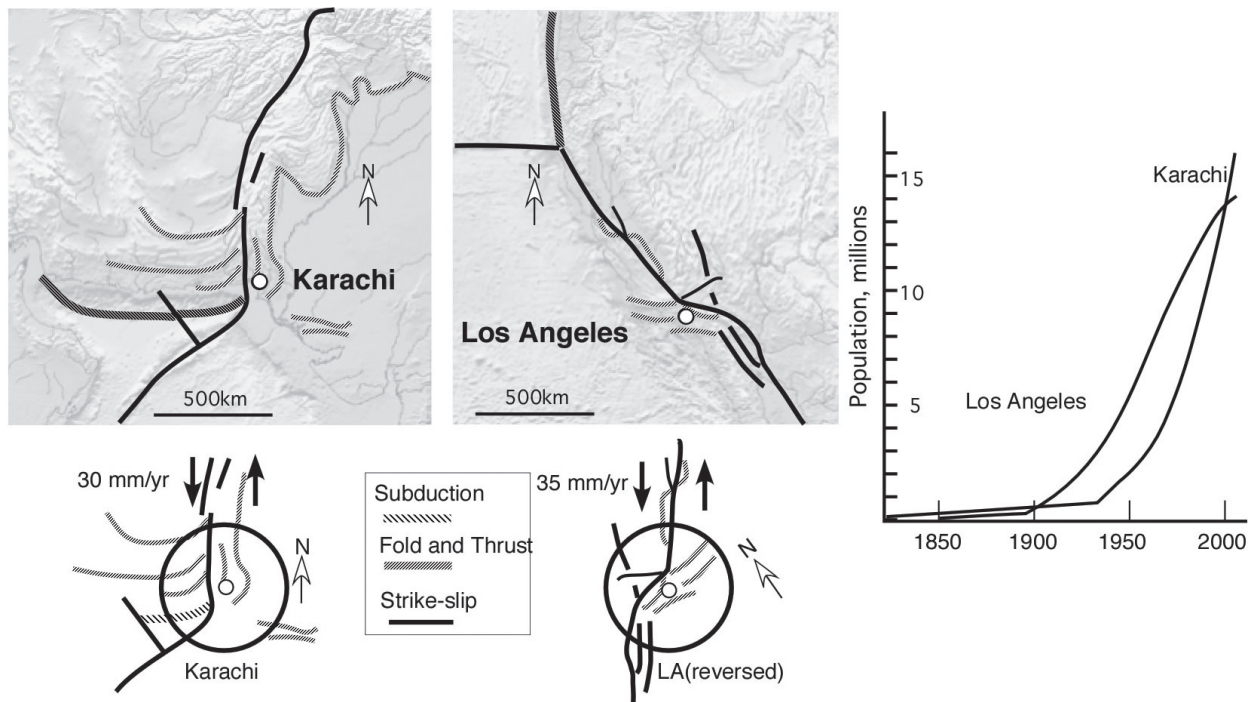 N
Karachi
500km
N
Los Angeles
500km
Population, millions
15
10
5
Karachi
Los Angeles
1850
1900
1950
2000
30 mm/yr
N
Karachi
Subduction
Fold and Thrust
Strike-slip
35 mm/yr
N
LA(reversed)